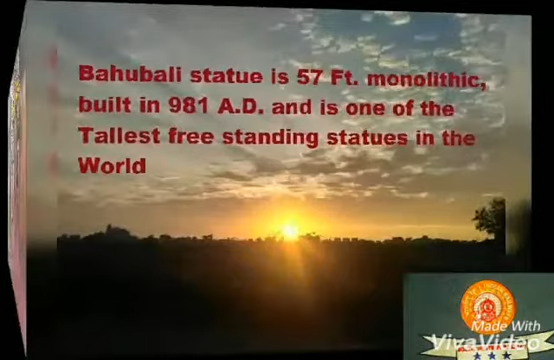 Bahubali statue is 57 Ft. monolithic,
built in 981 A.D. and is one of the
Tallest free standing statues in the
World
Made With
VivaVideo